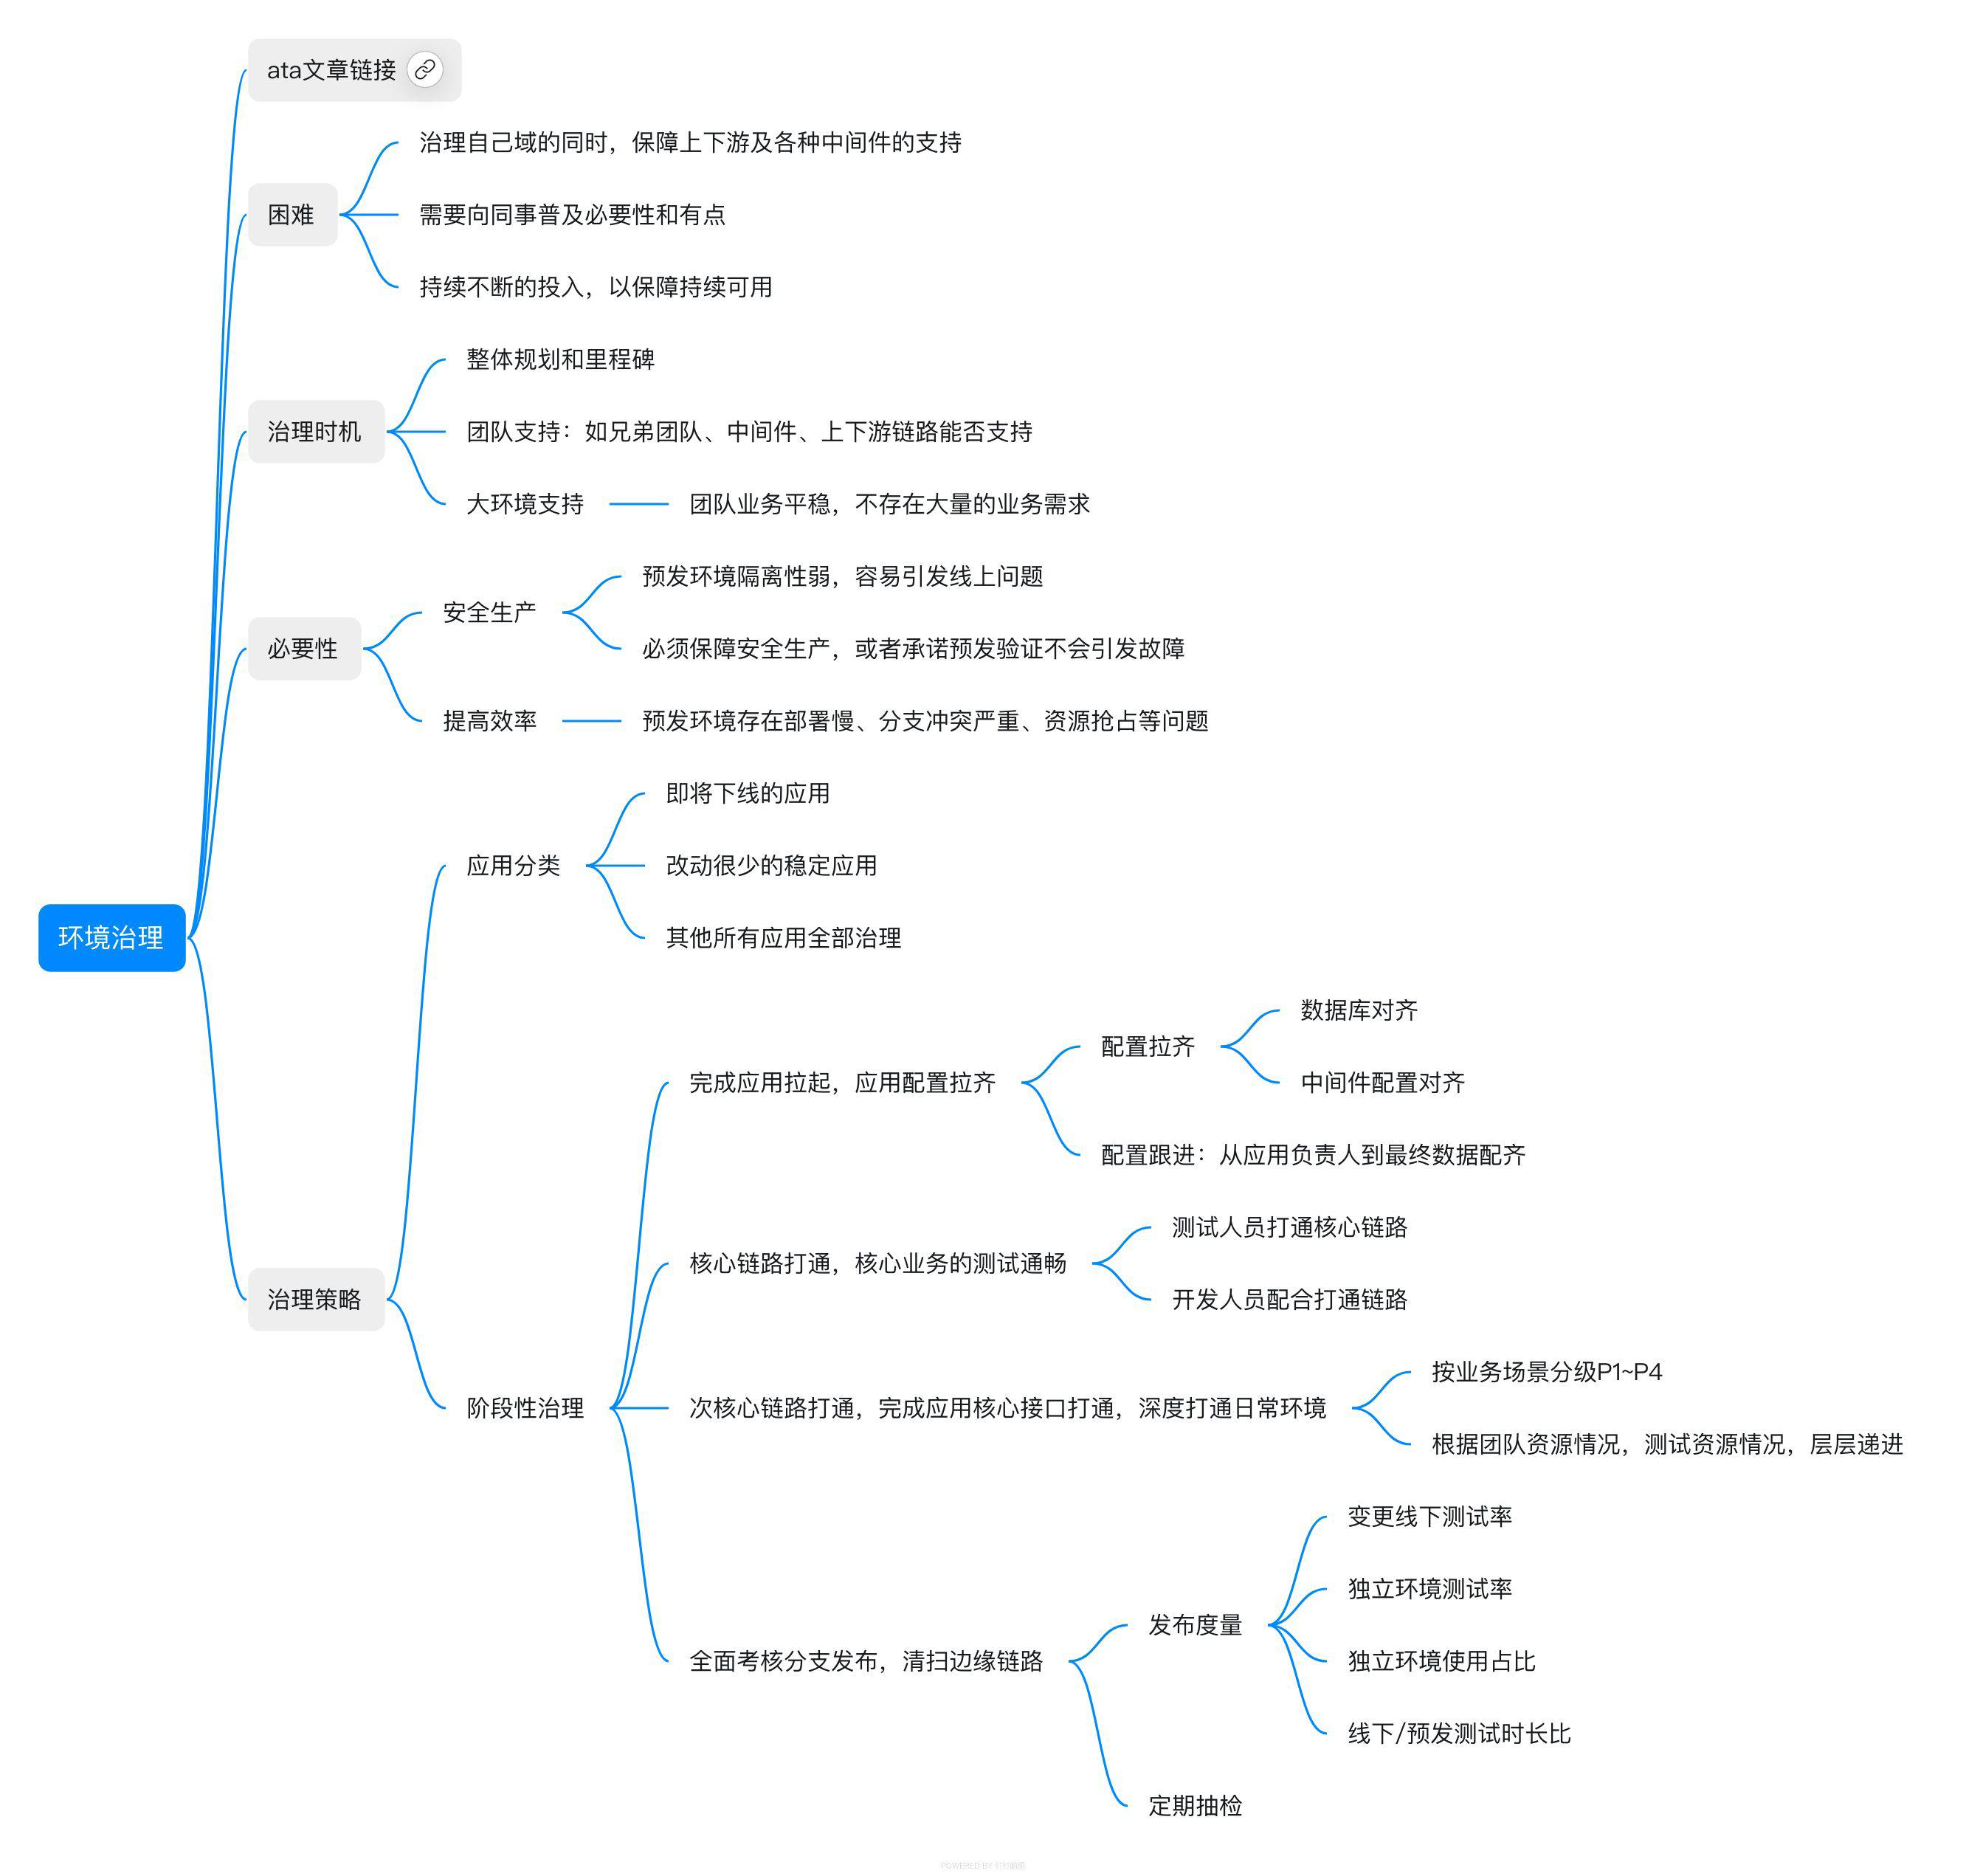 ata文章链接
治理自己域的同时，保障上下游及各种中间件的支持
困难
需要向同事普及必要性和有点
持续不断的投入，以保障持续可用
整体规划和里程碑
治理时机
团队支持：如兄弟团队、中间件、上下游链路能否支持
大环境支持
团队业务平稳，不存在大量的业务需求
预发环境隔离性弱，容易引发线上问题
安全生产
必要性
必须保障安全生产，或者承诺预发验证不会引发故障
提高效率
预发环境存在部署慢、分支冲突严重、资源抢占等问题
即将下线的应用
应用分类
改动很少的稳定应用
环境治理
其他所有应用全部治理
数据库对齐
配置拉齐
完成应用拉起，应用配置拉齐
中间件配置对齐
配置跟进：从应用负责人到最终数据配齐
测试人员打通核心链路
核心链路打通，核心业务的测试通畅
治理策略
开发人员配合打通链路
按业务场景分级P1~P4
阶段性治理
次核心链路打通，完成应用核心接口打通，深度打通日常环境
根据团队资源情况，测试资源情况，层层递进
变更线下测试率
独立环境测试率
发布度量
全面考核分支发布，清扫边缘链路
独立环境使用占比
线下/预发测试时长比
定期抽检
POWERED BY 钉钉脑图